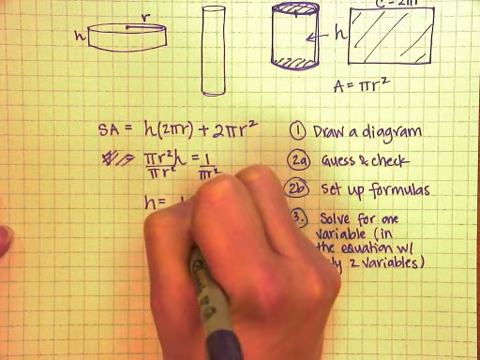 r
h
h
C = 2πr
A = πr²
SA = h(2πr) + 2πr²
πr²h = 1
πr² πr²
h = 1
1 Draw a diagram
2a Guess & check
2b Set up formulas
3. Solve for one
variable (in
the equation w/
2 variables)